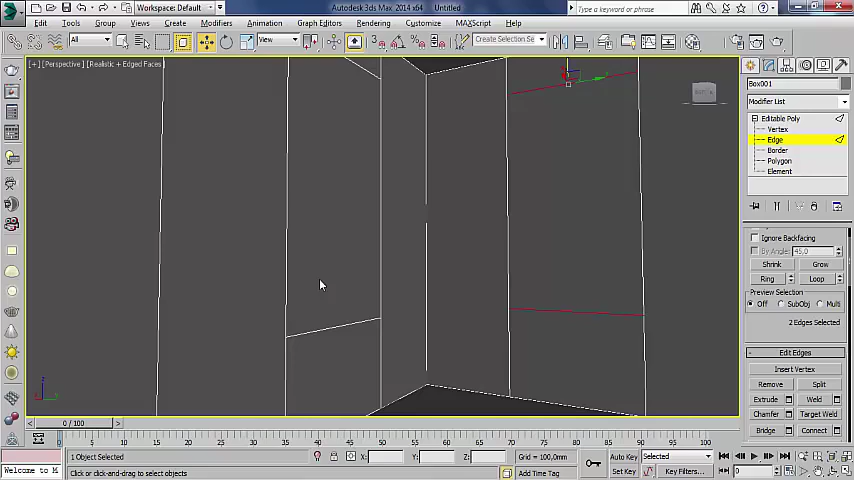 Workspace: Default
Autodesk 3ds Max 2014 x64
Untitled
Type a keyword or phrase
Edit Tools Group Views Create Modifiers Animation Graph Editors Rendering Customize MAXScript Help
All
View
Create Selection Se
[+] [Perspective ] [Realistic + Edged Faces]
Box001
Modifier List
Editable Poly
Vertex
Edge
Border
Polygon
Element
Ignore Backfacing
By Angle: 45,0
Shrink Grow
Ring Loop
Preview Selection
Off SubObj Multi
2 Edges Selected
Edit Edges
Insert Vertex
Remove Split
Extrude Weld
Chamfer Target Weld
Bridge Connect
0 / 100
0 5 10 15 20 25 30 35 40 45 50 55 60 65 70 75 80 85 90 95 100
1 Object Selected X: Y: Z: Grid = 100,0mm Auto Key Selected
Welcome to M Click or click-and-drag to select objects Add Time Tag Set Key Key Filters... 0